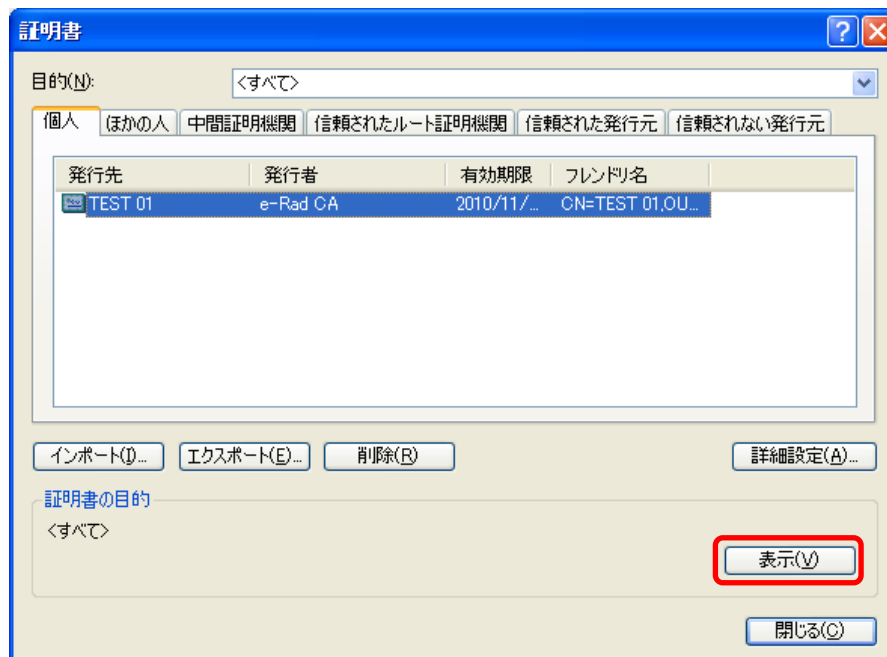 証明書
目的(N): <すべて>
個人 ほかの人 中間証明機関 信頼されたルート証明機関 信頼された発行元 信頼されない発行元
発行先 発行者 有効期限 フレンドリ名
TEST 01 e-Rad CA 2010/11/... CN=TEST 01,OU...
インポート(I)... エクスポート(E)... 削除(R) 詳細設定(A)...
証明書の目的
<すべて>
表示(V)
閉じる(C)